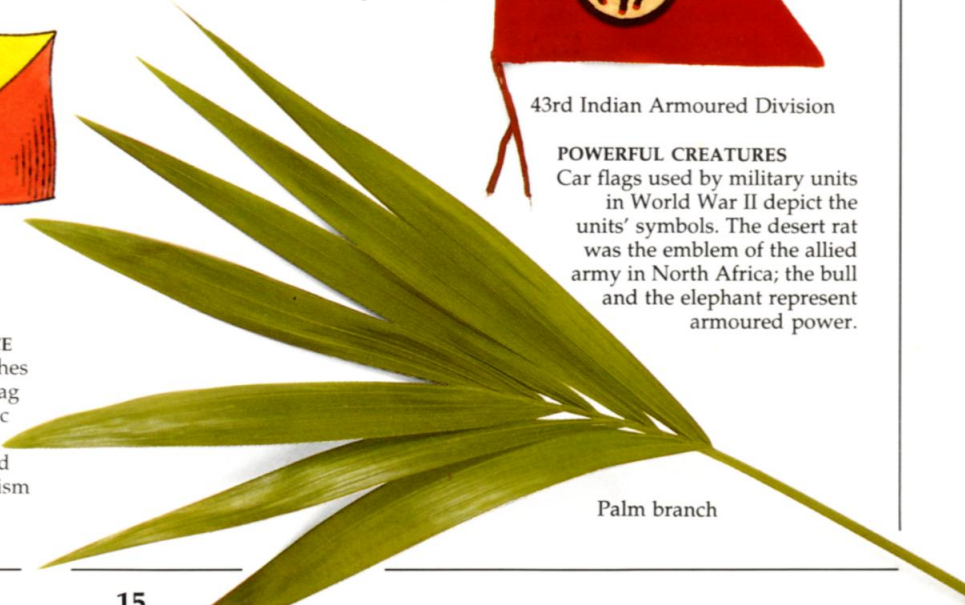 43rd Indian Armoured Division
POWERFUL CREATURES
Car flags used by military units
in World War II depict the
units' symbols. The desert rat
was the emblem of the allied
army in North Africa; the bull
and the elephant represent
armoured power.
Palm branch
15